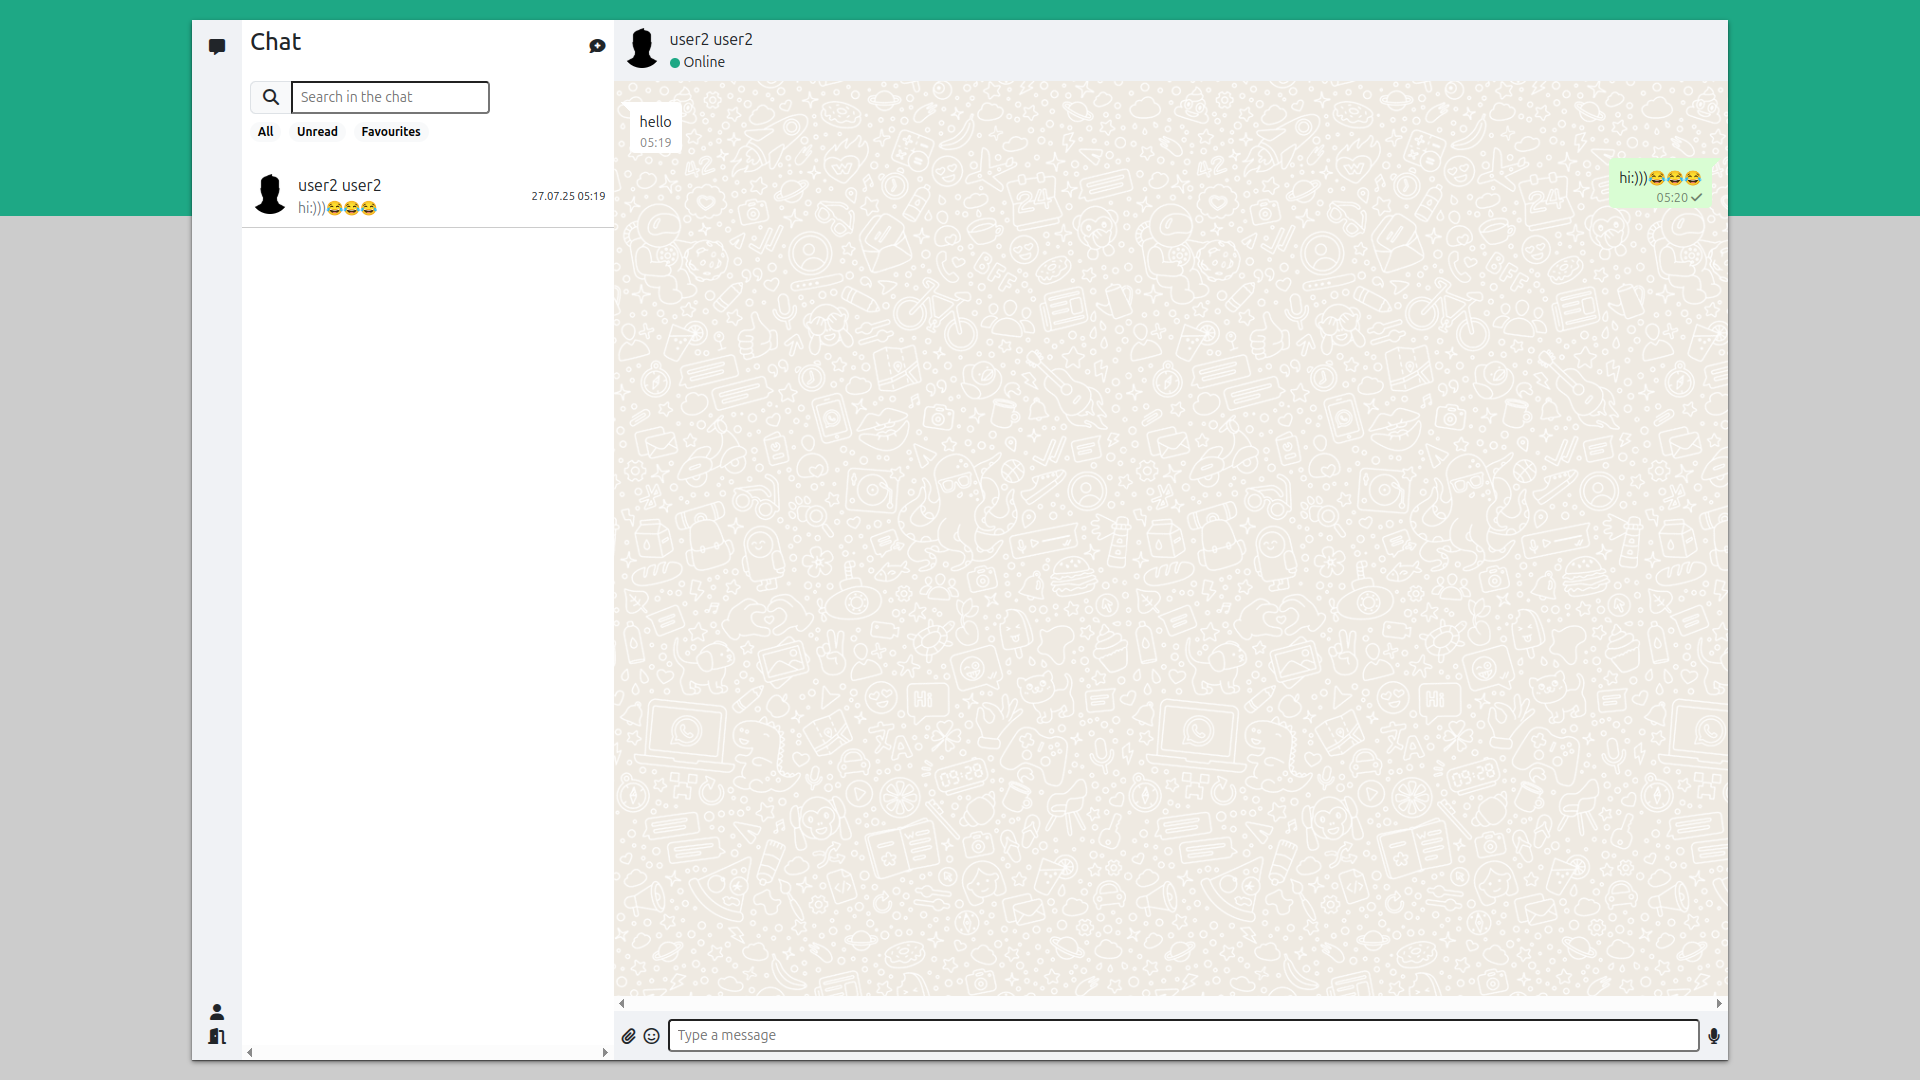 Chat
Search in the chat
All Unread Favourites
user2 user2
27.07.25 05:19
hi:)))😂😂😂
user2 user2
Online
hello
05:19
hi:)))😂😂😂
05:20
Type a message